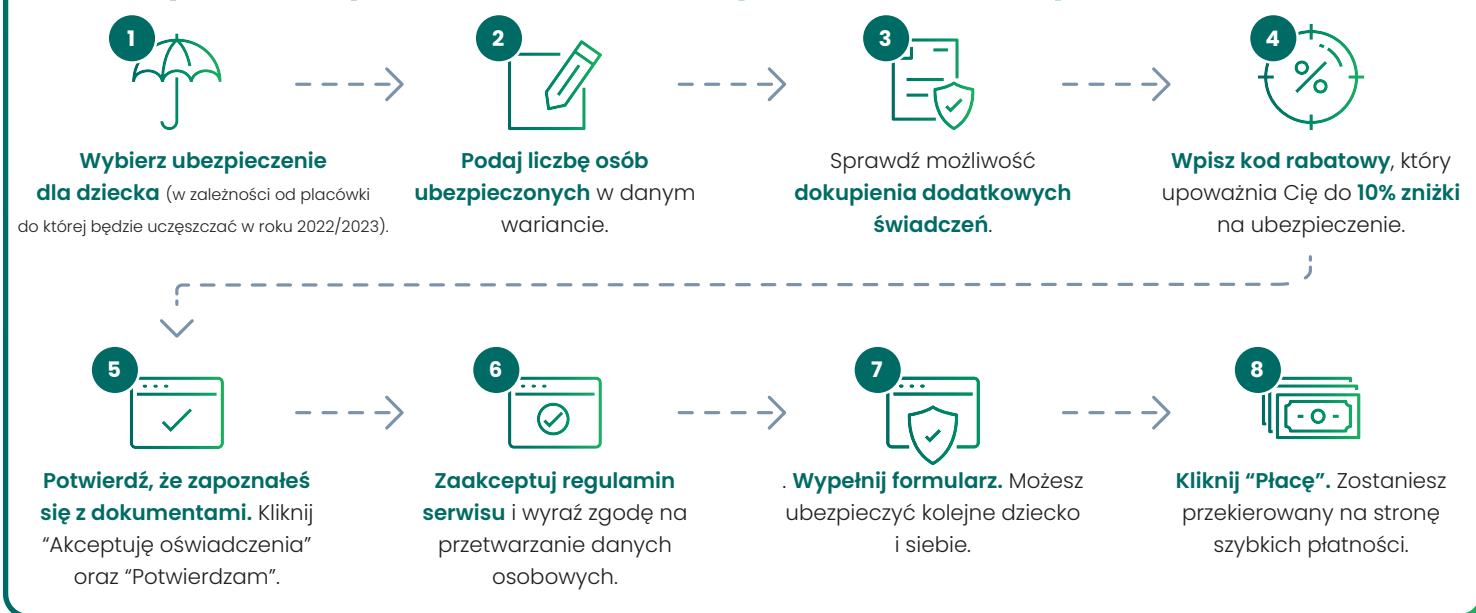 1
Wybierz ubezpieczenie
dla dziecka (w zależności od placówki
do której będzie uczęszczać w roku 2022/2023).
2
Podaj liczbę osób
ubezpieczonych w danym
wariancie.
3
Sprawdź możliwość
dokupienia dodatkowych
świadczeń.
4
%
Wpisz kod rabatowy, który
upoważnia Cię do 10% zniżki
na ubezpieczenie.
5
Potwierdź, że zapoznałeś
się z dokumentami. Kliknij
“Akceptuję oświadczenia”
oraz “Potwierdzam”.
6
Zaakceptuj regulamin
serwisu i wyraź zgodę na
przetwarzanie danych
osobowych.
7
. Wypełnij formularz. Możesz
ubezpieczyć kolejne dziecko
i siebie.
8
Kliknij “Płacę”. Zostaniesz
przekierowany na stronę
szybkich płatności.